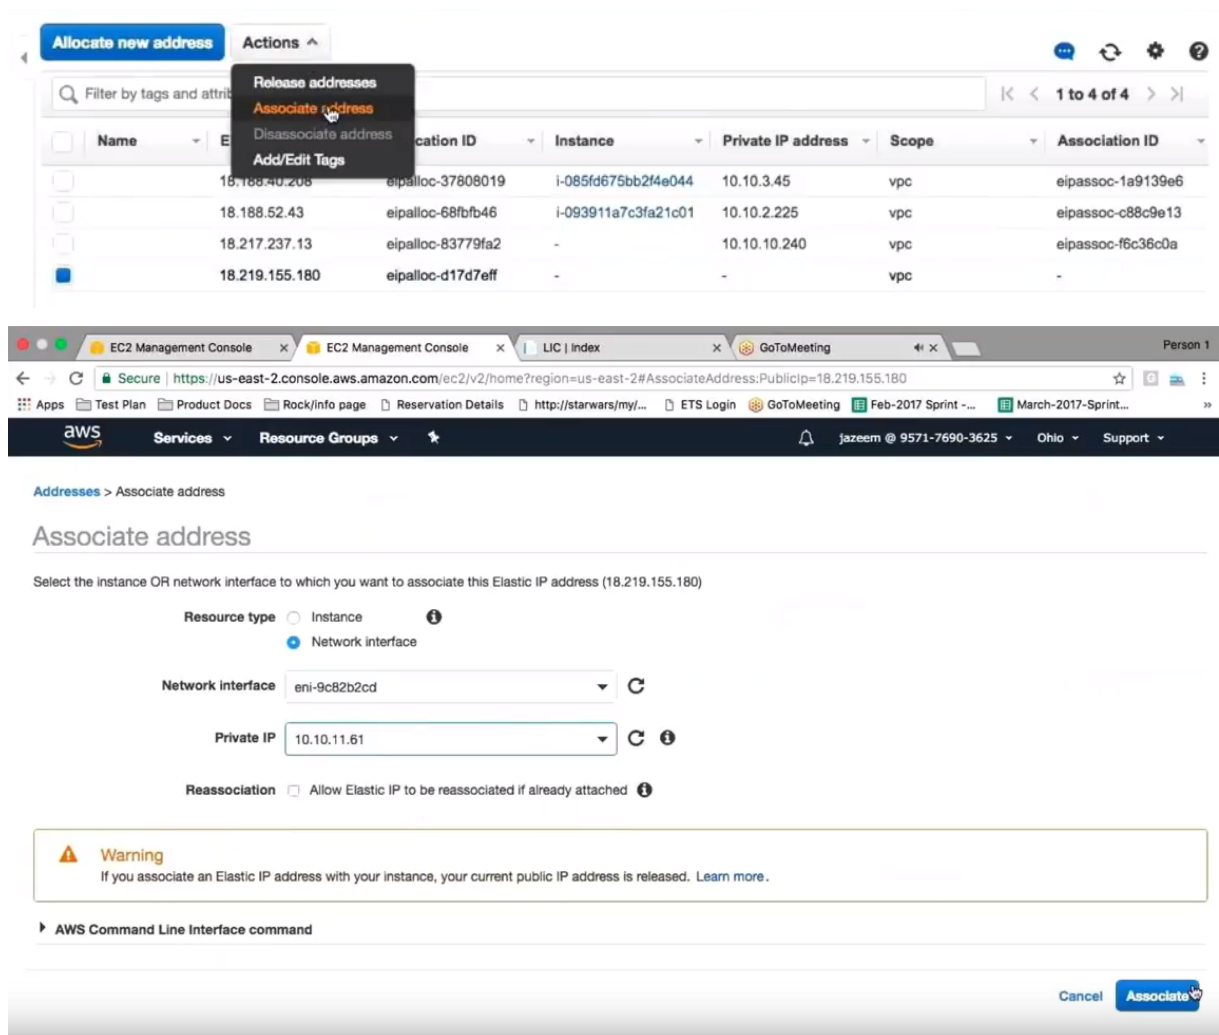 Allocate new address Actions
Release addresses
Filter by tags and attrib 1 to 4 of 4
Associate address
Disassociate address
Name E cation ID Instance Private IP address Scope Association ID
Add/Edit Tags
18.188.40.208 eipalloc-37808019 i-085fd675bb2f4e044 10.10.3.45 vpc eipassoc-1a9139e6
18.188.52.43 eipalloc-68fbfb46 i-093911a7c3fa21c01 10.10.2.225 vpc eipassoc-c88c9e13
18.217.237.13 eipalloc-83779fa2 - 10.10.10.240 vpc eipassoc-f6c36c0a
18.219.155.180 eipalloc-d17d7eff - - vpc -
EC2 Management Console EC2 Management Console LIC | Index GoToMeeting Person 1
Secure https://us-east-2.console.aws.amazon.com/ec2/v2/home?region=us-east-2#AssociateAddress:PublicIp=18.219.155.180
Apps Test Plan Product Docs Rock/info page Reservation Details http://starwars/my/... ETS Login GoToMeeting Feb-2017 Sprint -... March-2017-Sprint... »
aws Services Resource Groups jazeem @ 9571-7690-3625 Ohio Support
Addresses > Associate address
Associate address
Select the instance OR network interface to which you want to associate this Elastic IP address (18.219.155.180)
Resource type Instance
Network interface
Network interface eni-9c82b2cd
Private IP 10.10.11.61
Reassociation Allow Elastic IP to be reassociated if already attached
Warning
If you associate an Elastic IP address with your instance, your current public IP address is released. Learn more.
AWS Command Line Interface command
Cancel Associate